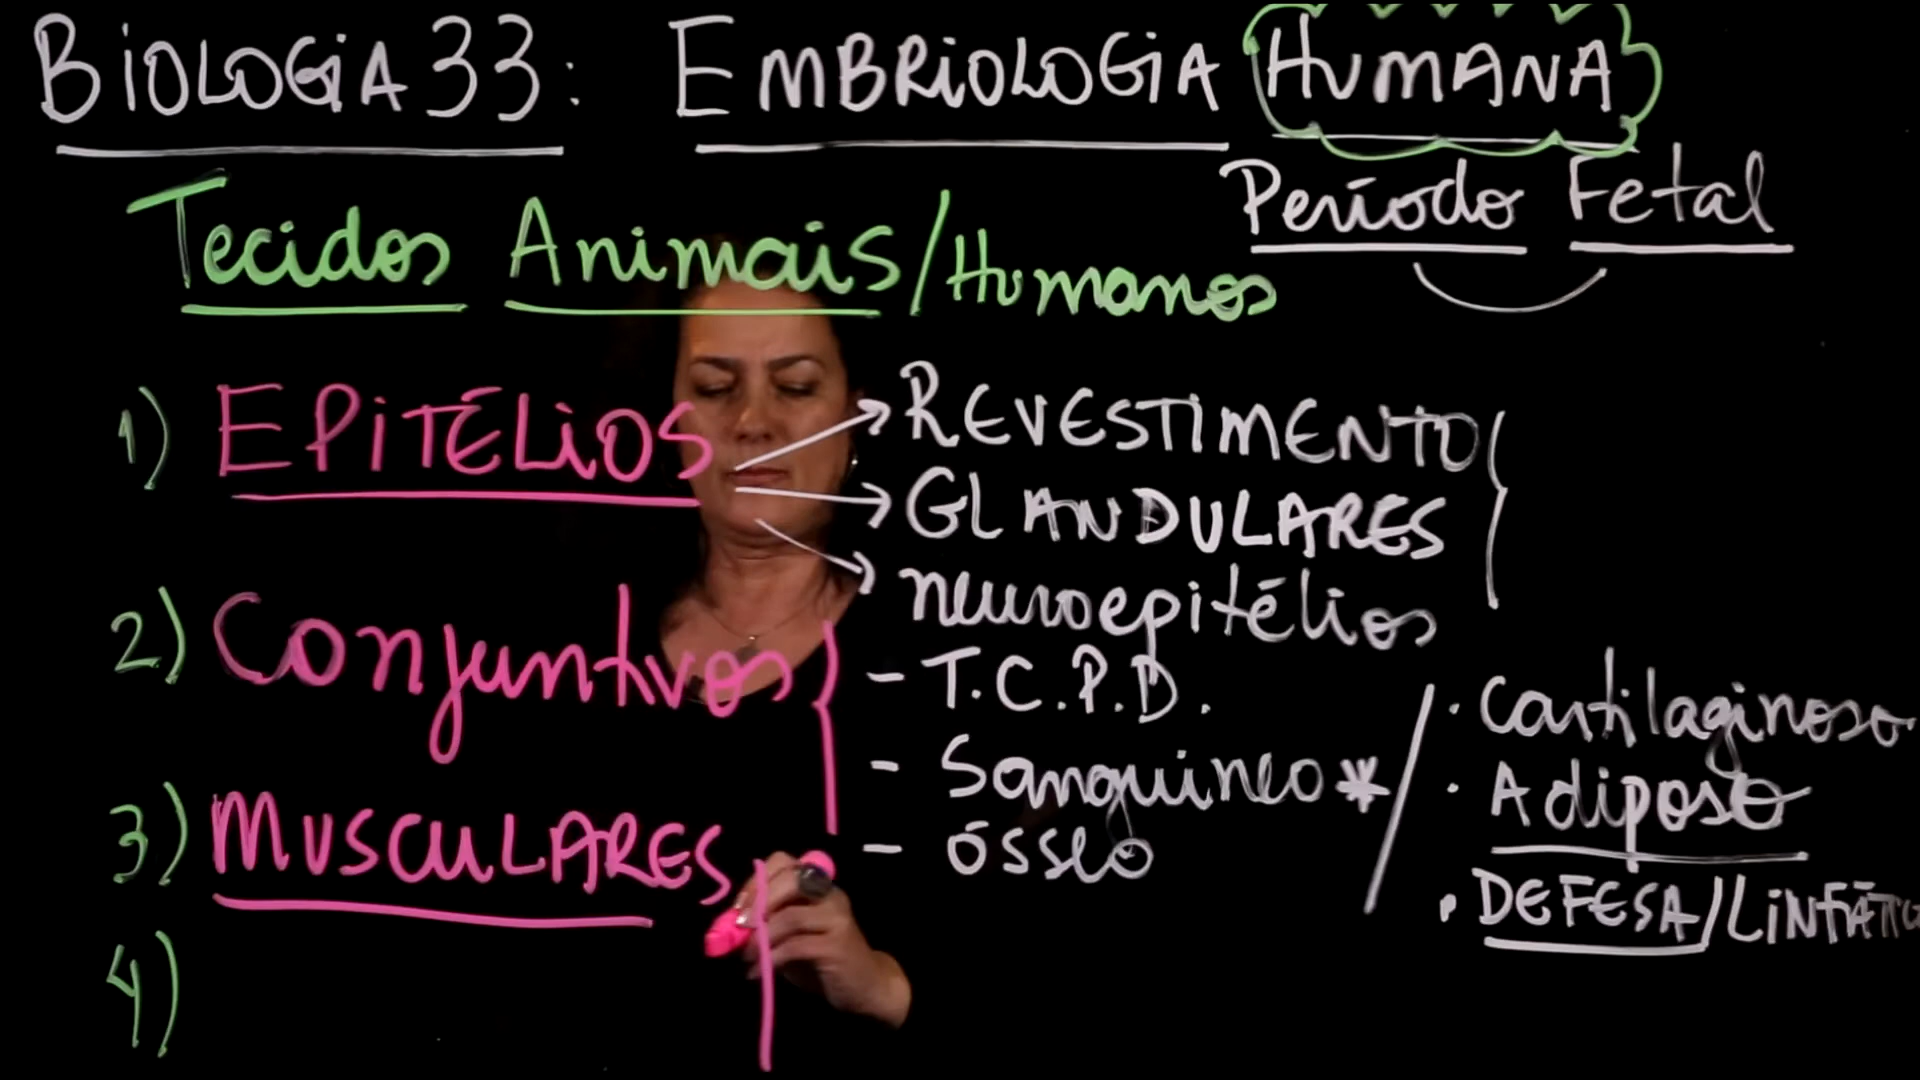 BIOLOGIA 33: EMBRIOLOGIA HUMANA
Período Fetal
Tecidos Animais/Humanos
1) EPITÉLIOS
REVESTIMENTO
GLANDULARES
neuroepitélios
2) Conjuntivos
- T.C.P.D.
- Sanguíneo *
- ósseo
· Cartilaginoso
· Adiposo
· DEFESA/LINFÁTIC
3) MUSCULARES
4)